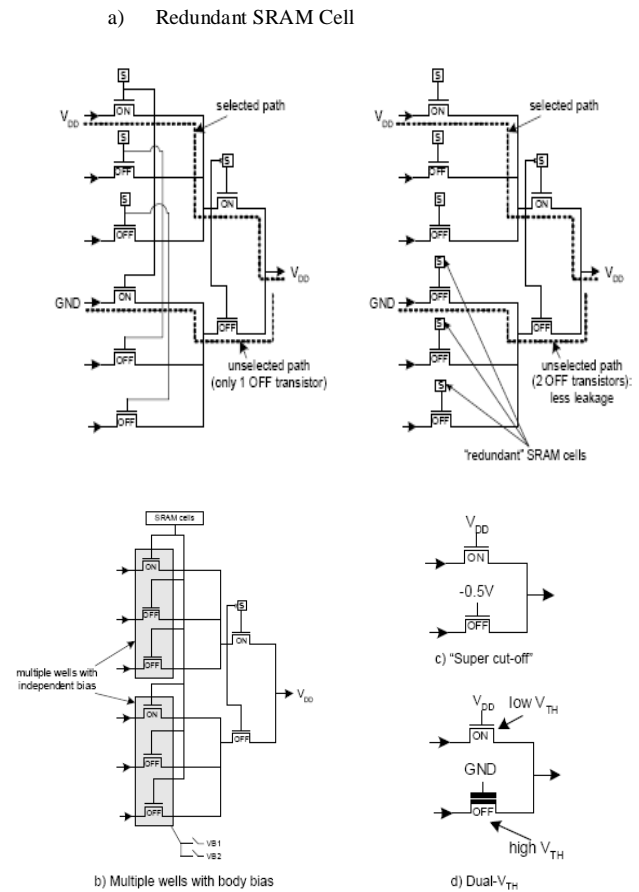 a) Redundant SRAM Cell
S
S
ON
ON
selected path
selected path
V_DD
V_DD
S
S
S
S
OFF
OFF
S
S
ON
ON
OFF
OFF
S
V_DD
V_DD
GND
ON
GND
OFF
S
OFF
OFF
OFF
OFF
unselected path
(only 1 OFF transistor)
S
unselected path
(2 OFF transistors):
less leakage
OFF
OFF
"redundant" SRAM cells
SRAM cells
ON
OFF
OFF
S
ON
multiple wells with
independent bias
V_DD
ON
OFF
OFF
OFF
VB1
VB2
b) Multiple wells with body bias
V_DD
ON
-0.5V
OFF
c) "Super cut-off"
V_DD
low V_TH
ON
GND
OFF
high V_TH
d) Dual-V_TH